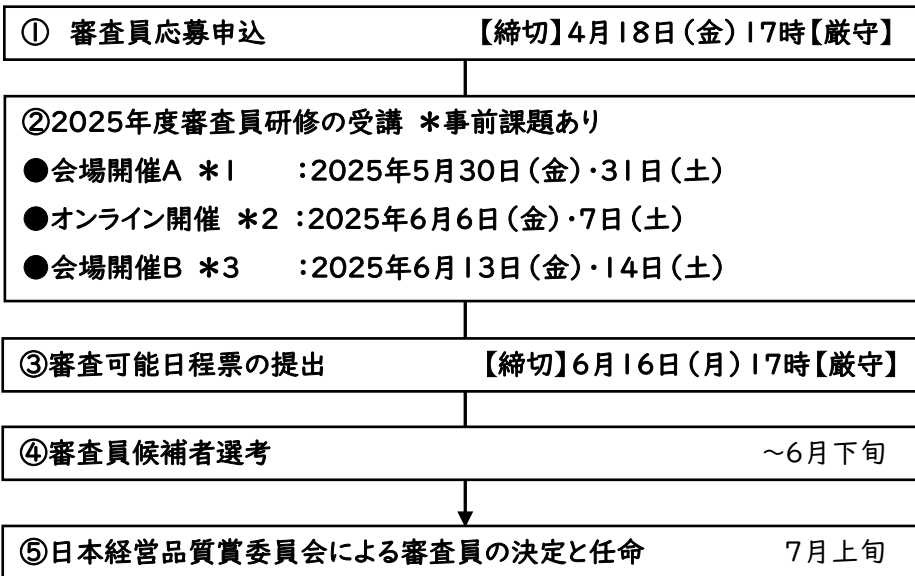 ① 審査員応募申込 【締切】4月18日(金)17時【厳守】
②2025年度審査員研修の受講 *事前課題あり
●会場開催A *1 :2025年5月30日(金)・31日(土)
●オンライン開催 *2 :2025年6月6日(金)・7日(土)
●会場開催B *3 :2025年6月13日(金)・14日(土)
③審査可能日程票の提出 【締切】6月16日(月)17時【厳守】
④審査員候補者選考 ~6月下旬
⑤日本経営品質賞委員会による審査員の決定と任命 7月上旬